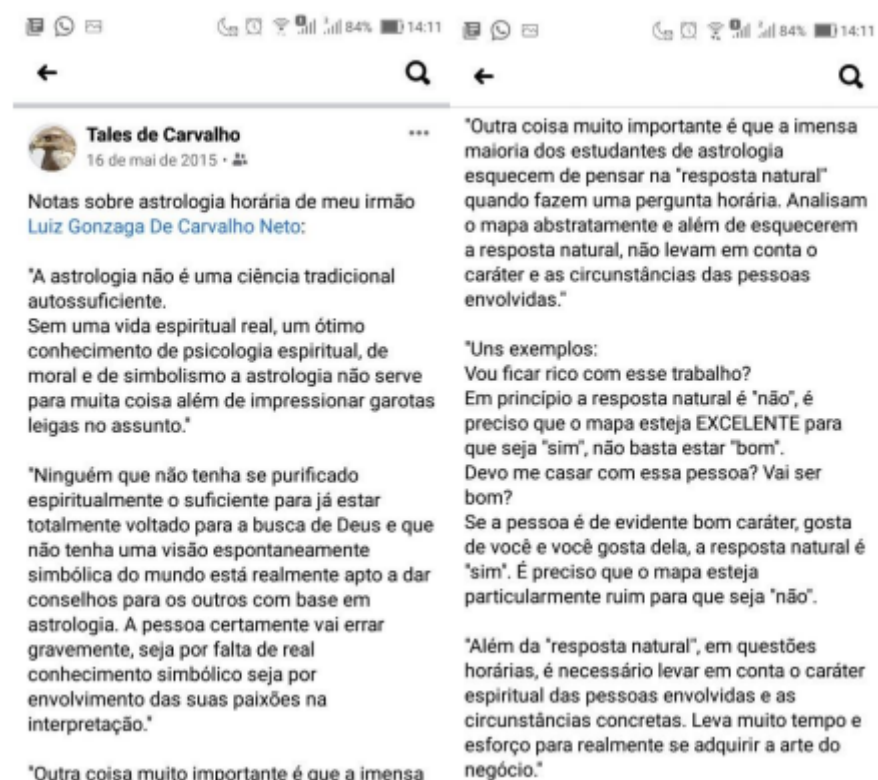 84% 14:11
Tales de Carvalho
16 de mai de 2015 ·
Notas sobre astrologia horária de meu irmão
Luiz Gonzaga De Carvalho Neto:
"A astrologia não é uma ciência tradicional
autossuficiente.
Sem uma vida espiritual real, um ótimo
conhecimento de psicologia espiritual, de
moral e de simbolismo a astrologia não serve
para muita coisa além de impressionar garotas
leigas no assunto."
"Ninguém que não tenha se purificado
espiritualmente o suficiente para já estar
totalmente voltado para a busca de Deus e que
não tenha uma visão espontaneamente
simbólica do mundo está realmente apto a dar
conselhos para os outros com base em
astrologia. A pessoa certamente vai errar
gravemente, seja por falta de real
conhecimento simbólico seja por
envolvimento das suas paixões na
interpretação."
"Outra coisa muito importante é que a imensa
84% 14:11
"Outra coisa muito importante é que a imensa
maioria dos estudantes de astrologia
esquecem de pensar na "resposta natural"
quando fazem uma pergunta horária. Analisam
o mapa abstratamente e além de esquecerem
a resposta natural, não levam em conta o
caráter e as circunstâncias das pessoas
envolvidas."
"Uns exemplos:
Vou ficar rico com esse trabalho?
Em princípio a resposta natural é "não", é
preciso que o mapa esteja EXCELENTE para
que seja "sim", não basta estar "bom".
Devo me casar com essa pessoa? Vai ser
bom?
Se a pessoa é de evidente bom caráter, gosta
de você e você gosta dela, a resposta natural é
"sim". É preciso que o mapa esteja
particularmente ruim para que seja "não".
"Além da "resposta natural", em questões
horárias, é necessário levar em conta o caráter
espiritual das pessoas envolvidas e as
circunstâncias concretas. Leva muito tempo e
esforço para realmente se adquirir a arte do
negócio."